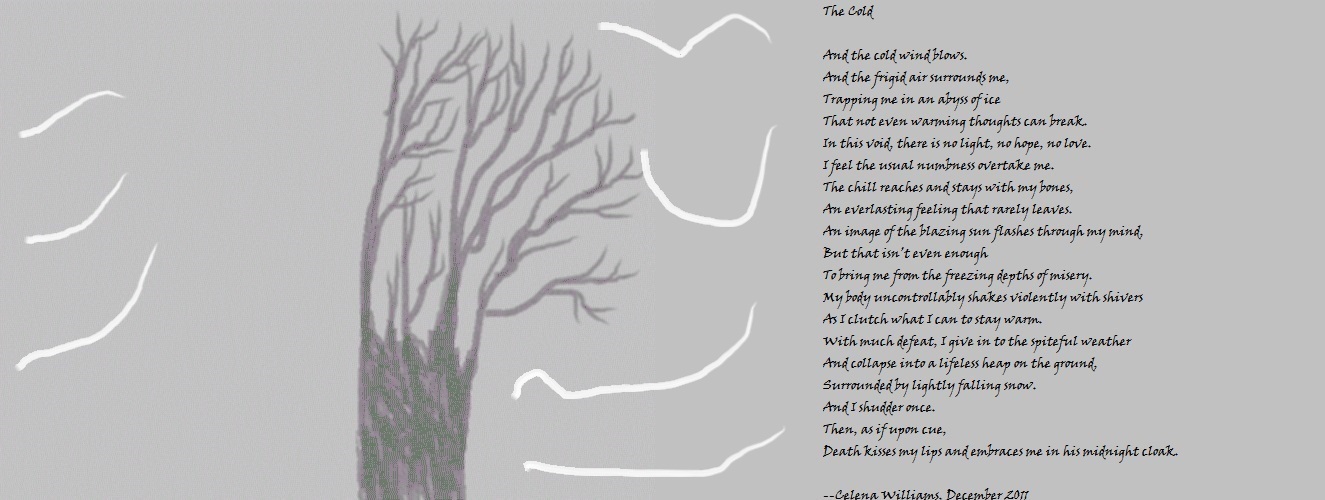 The Cold
And the cold wind blows.
And the frigid air surrounds me,
Trapping me in an abyss of ice
That not even warming thoughts can break.
In this void, there is no light, no hope, no love.
I feel the usual numbness overtake me.
The chill reaches and stays with my bones,
An everlasting feeling that rarely leaves.
An image of the blazing sun flashes through my mind,
But that isn't even enough
To bring me from the freezing depths of misery.
My body uncontrollably shakes violently with shivers
As I clutch what I can to stay warm.
With much defeat, I give in to the spiteful weather
And collapse into a lifeless heap on the ground,
Surrounded by lightly falling snow.
And I shudder once.
Then, as if upon cue,
Death kisses my lips and embraces me in his midnight cloak.
--Celena Williams, December 2011